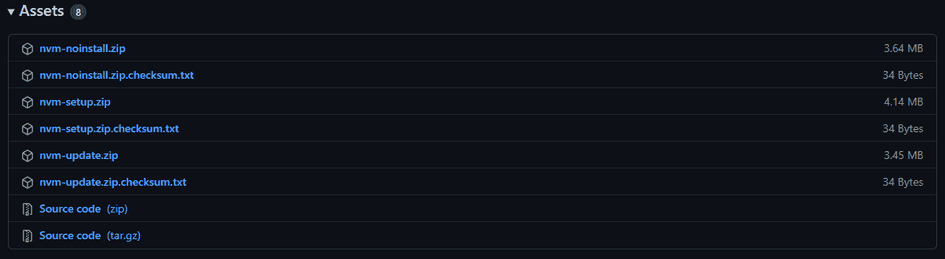 Assets 8
nvm-noinstall.zip 3.64 MB
nvm-noinstall.zip.checksum.txt 34 Bytes
nvm-setup.zip 4.14 MB
nvm-setup.zip.checksum.txt 34 Bytes
nvm-update.zip 3.45 MB
nvm-update.zip.checksum.txt 34 Bytes
Source code (zip)
Source code (tar.gz)